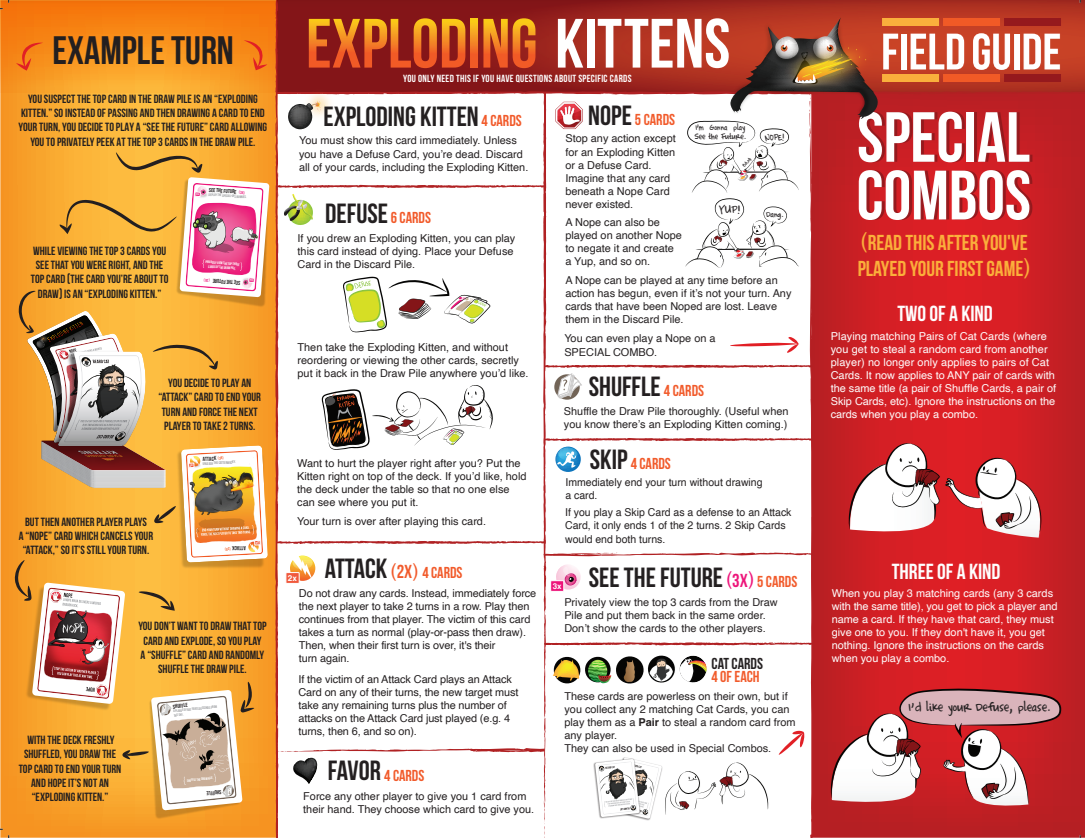 EXAMPLE TURN
YOU SUSPECT THE TOP CARD IN THE DRAW PILE IS AN “EXPLODING
KITTEN.” SO INSTEAD OF PASSING AND THEN DRAWING A CARD TO END
YOUR TURN, YOU DECIDE TO PLAY A “SEE THE FUTURE” CARD ALLOWING
YOU TO PRIVATELY PEEK AT THE TOP 3 CARDS IN THE DRAW PILE.
SEE THE FUTURE
WHILE VIEWING THE TOP 3 CARDS YOU
SEE THAT YOU WERE RIGHT, AND THE
TOP CARD (THE CARD YOU'RE ABOUT TO
DRAW) IS AN “EXPLODING KITTEN.”
EXPLODING KITTEN
BEARD CAT
YOU DECIDE TO PLAY AN
“ATTACK” CARD TO END YOUR
TURN AND FORCE THE NEXT
PLAYER TO TAKE 2 TURNS.
ATTACK
BUT THEN ANOTHER PLAYER PLAYS
A “NOPE” CARD WHICH CANCELS YOUR
“ATTACK,” SO IT'S STILL YOUR TURN.
NOPE
NOPE
YOU DON'T WANT TO DRAW THAT TOP
CARD AND EXPLODE, SO YOU PLAY
A “SHUFFLE” CARD AND RANDOMLY
SHUFFLE THE DRAW PILE.
SHUFFLE
WITH THE DECK FRESHLY
SHUFFLED, YOU DRAW THE
TOP CARD TO END YOUR TURN
AND HOPE IT'S NOT AN
“EXPLODING KITTEN.”
EXPLODING KITTENS
YOU ONLY NEED THIS IF YOU HAVE QUESTIONS ABOUT SPECIFIC CARDS
EXPLODING KITTEN 4 CARDS
You must show this card immediately. Unless
you have a Defuse Card, you're dead. Discard
all of your cards, including the Exploding Kitten.
DEFUSE 6 CARDS
If you drew an Exploding Kitten, you can play
this card instead of dying. Place your Defuse
Card in the Discard Pile.
DEFUSE
Then take the Exploding Kitten, and without
reordering or viewing the other cards, secretly
put it back in the Draw Pile anywhere you'd like.
EXPLODING KITTEN
Want to hurt the player right after you? Put the
Kitten right on top of the deck. If you'd like, hold
the deck under the table so that no one else
can see where you put it.
Your turn is over after playing this card.
2x
ATTACK (2X) 4 CARDS
Do not draw any cards. Instead, immediately force
the next player to take 2 turns in a row. Play then
continues from that player. The victim of this card
takes a turn as normal (play-or-pass then draw).
Then, when their first turn is over, it's their
turn again.
If the victim of an Attack Card plays an Attack
Card on any of their turns, the new target must
take any remaining turns plus the number of
attacks on the Attack Card just played (e.g. 4
turns, then 6, and so on).
FAVOR 4 CARDS
Force any other player to give you 1 card from
their hand. They choose which card to give you.
NOPE 5 CARDS
Stop any action except
for an Exploding Kitten
or a Defuse Card.
Imagine that any card
beneath a Nope Card
never existed.
I'm Gonna play
See the Future.
NOPE!
A Nope can also be
played on another Nope
to negate it and create
a Yup, and so on.
YUP!
Dang.
A Nope can be played at any time before an
action has begun, even if it's not your turn. Any
cards that have been Noped are lost. Leave
them in the Discard Pile.
You can even play a Nope on a
SPECIAL COMBO.
SHUFFLE 4 CARDS
Shuffle the Draw Pile thoroughly. (Useful when
you know there's an Exploding Kitten coming.)
SKIP 4 CARDS
Immediately end your turn without drawing
a card.
If you play a Skip Card as a defense to an Attack
Card, it only ends 1 of the 2 turns. 2 Skip Cards
would end both turns.
3x
SEE THE FUTURE (3X) 5 CARDS
Privately view the top 3 cards from the Draw
Pile and put them back in the same order.
Don't show the cards to the other players.
CAT CARDS
4 OF EACH
These cards are powerless on their own, but if
you collect any 2 matching Cat Cards, you can
play them as a Pair to steal a random card from
any player.
They can also be used in Special Combos.
FIELD GUIDE
SPECIAL
COMBOS
(READ THIS AFTER YOU'VE
PLAYED YOUR FIRST GAME)
TWO OF A KIND
Playing matching Pairs of Cat Cards (where
you get to steal a random card from another
player) no longer only applies to pairs of Cat
Cards. It now applies to ANY pair of cards with
the same title (a pair of Shuffle Cards, a pair of
Skip Cards, etc). Ignore the instructions on the
cards when you play a combo.
THREE OF A KIND
When you play 3 matching cards (any 3 cards
with the same title), you get to pick a player and
name a card. If they have that card, they must
give one to you. If they don't have it, you get
nothing. Ignore the instructions on the cards
when you play a combo.
I'd like your Defuse, please.